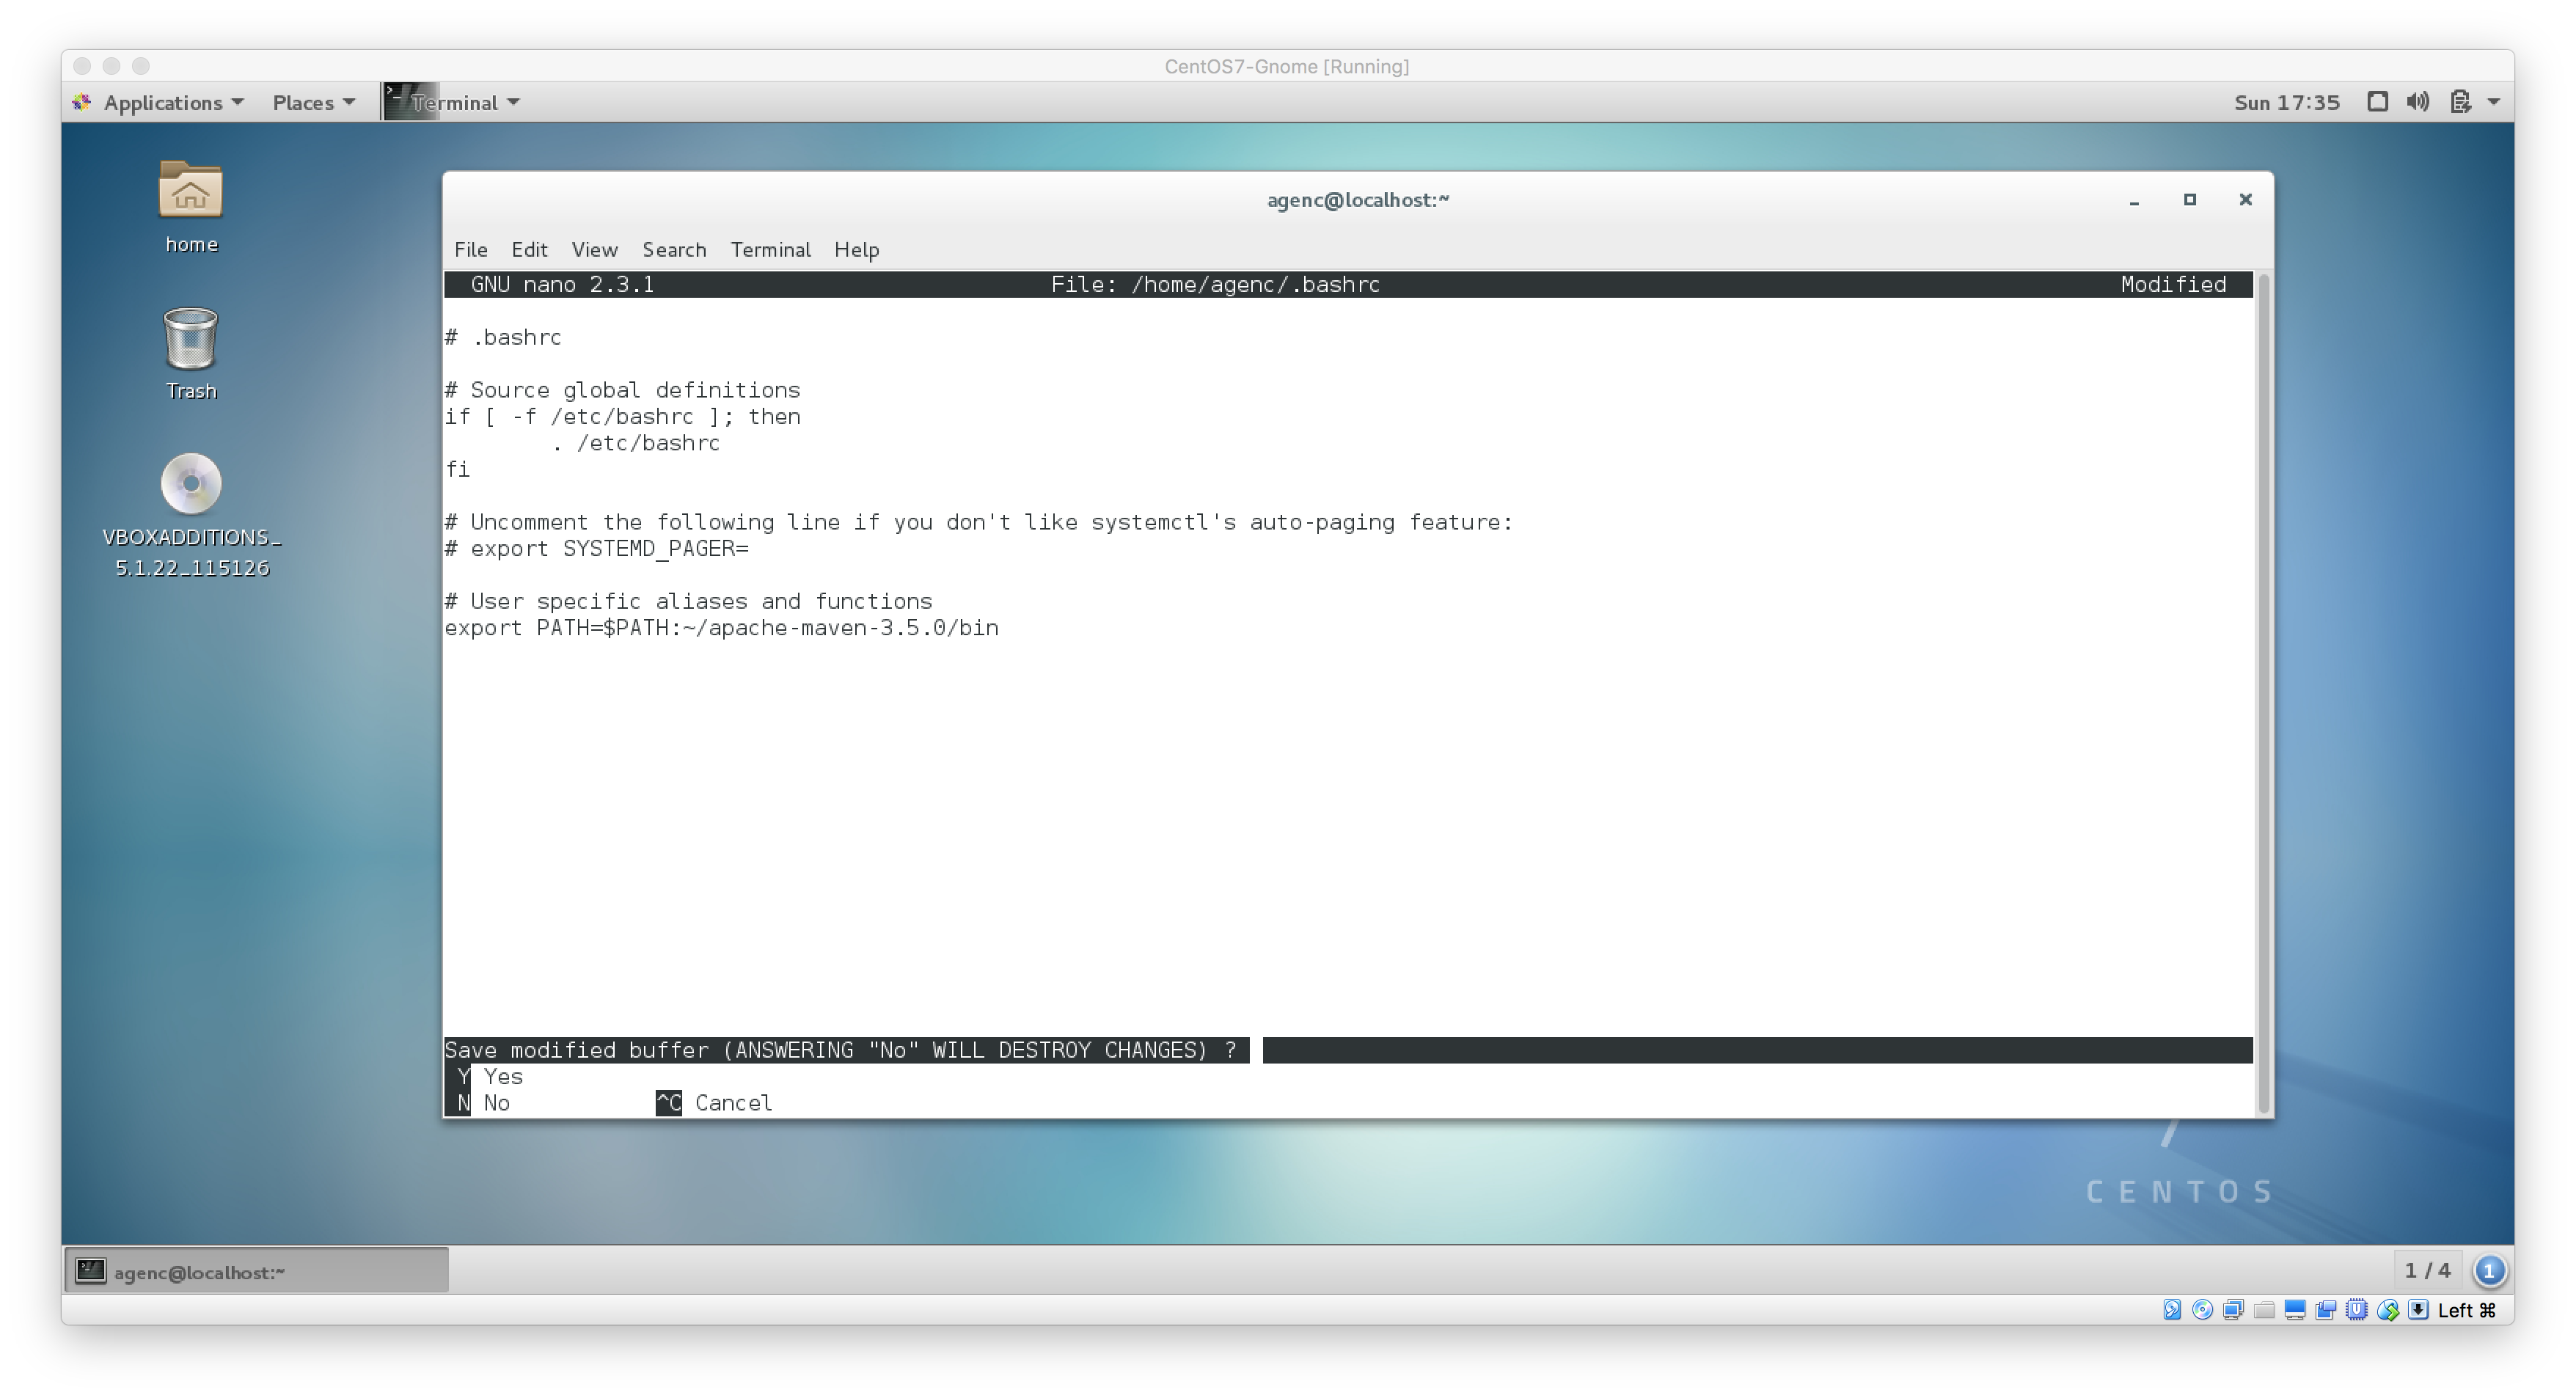 CentOS7-Gnome [Running]
Applications Places Terminal Sun 17:35
home
Trash
VBOXADDITIONS_
5.1.22_115126
agenc@localhost:~
File Edit View Search Terminal Help
GNU nano 2.3.1 File: /home/agenc/.bashrc Modified
# .bashrc
# Source global definitions
if [ -f /etc/bashrc ]; then
. /etc/bashrc
fi
# Uncomment the following line if you don't like systemctl's auto-paging feature:
# export SYSTEMD_PAGER=
# User specific aliases and functions
export PATH=$PATH:~/apache-maven-3.5.0/bin
Save modified buffer (ANSWERING "No" WILL DESTROY CHANGES) ?
Y Yes
N No ^C Cancel
7
CENTOS
agenc@localhost:~ 1 / 4 1
Left ⌘